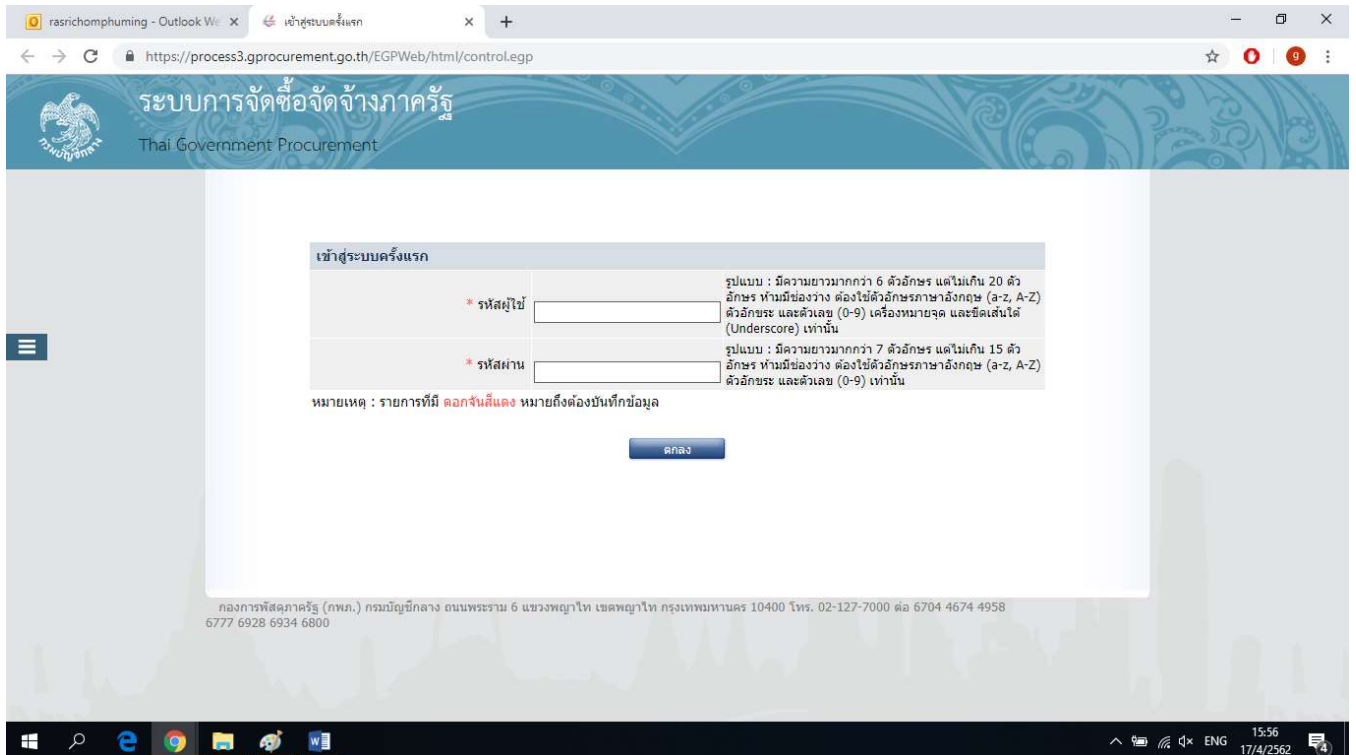 rasrichomphuming - Outlook We
เข้าสู่ระบบครั้งแรก
https://process3.gprocurement.go.th/EGPWeb/html/control.egp
ระบบการจัดซื้อจัดจ้างภาครัฐ
Thai Government Procurement
กรมบัญชีกลาง
เข้าสู่ระบบครั้งแรก
* รหัสผู้ใช้
รูปแบบ : มีความยาวมากกว่า 6 ตัวอักษร แต่ไม่เกิน 20 ตัว
อักษร ห้ามมีช่องว่าง ต้องใช้ตัวอักษรภาษาอังกฤษ (a-z, A-Z)
ตัวอักขระ และตัวเลข (0-9) เครื่องหมายจุด และขีดเส้นใต้
(Underscore) เท่านั้น
* รหัสผ่าน
รูปแบบ : มีความยาวมากกว่า 7 ตัวอักษร แต่ไม่เกิน 15 ตัว
อักษร ห้ามมีช่องว่าง ต้องใช้ตัวอักษรภาษาอังกฤษ (a-z, A-Z)
ตัวอักขระ และตัวเลข (0-9) เท่านั้น
หมายเหตุ : รายการที่มี ดอกจันสีแดง หมายถึงต้องบันทึกข้อมูล
ตกลง
กองการพัสดุภาครัฐ (กพภ.) กรมบัญชีกลาง ถนนพระราม 6 แขวงพญาไท เขตพญาไท กรุงเทพมหานคร 10400 โทร. 02-127-7000 ต่อ 6704 4674 4958
6777 6928 6934 6800
ENG
15:56
17/4/2562